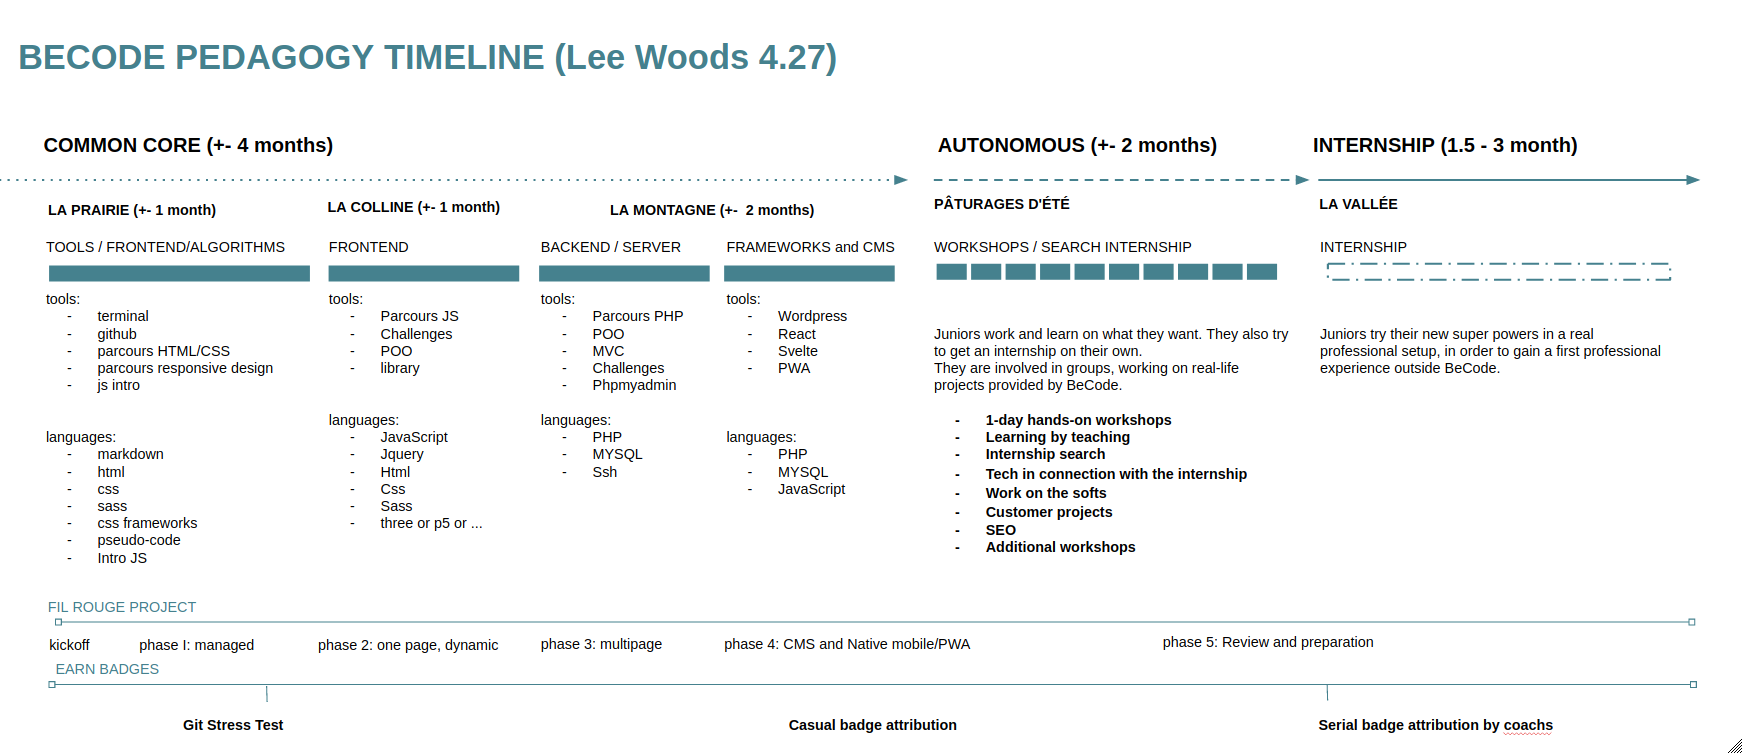 BECODE PEDAGOGY TIMELINE (Lee Woods 4.27)
COMMON CORE (+- 4 months)
LA PRAIRIE (+- 1 month)
TOOLS / FRONTEND/ALGORITHMS
tools:
- terminal
- github
- parcours HTML/CSS
- parcours responsive design
- js intro
languages:
- markdown
- html
- css
- sass
- css frameworks
- pseudo-code
- Intro JS
LA COLLINE (+- 1 month)
FRONTEND
tools:
- Parcours JS
- Challenges
- POO
- library
languages:
- JavaScript
- Jquery
- Html
- Css
- Sass
- three or p5 or ...
LA MONTAGNE (+-  2 months)
BACKEND / SERVER
tools:
- Parcours PHP
- POO
- MVC
- Challenges
- Phpmyadmin
languages:
- PHP
- MYSQL
- Ssh
FRAMEWORKS and CMS
tools:
- Wordpress
- React
- Svelte
- PWA
languages:
- PHP
- MYSQL
- JavaScript
AUTONOMOUS (+- 2 months)
PÂTURAGES D'ÉTÉ
WORKSHOPS / SEARCH INTERNSHIP
Juniors work and learn on what they want. They also try
to get an internship on their own.
They are involved in groups, working on real-life
projects provided by BeCode.
- 1-day hands-on workshops
- Learning by teaching
- Internship search
- Tech in connection with the internship
- Work on the softs
- Customer projects
- SEO
- Additional workshops
INTERNSHIP (1.5 - 3 month)
LA VALLÉE
INTERNSHIP
Juniors try their new super powers in a real
professional setup, in order to gain a first professional
experience outside BeCode.
FIL ROUGE PROJECT
kickoff
phase I: managed
phase 2: one page, dynamic
phase 3: multipage
phase 4: CMS and Native mobile/PWA
phase 5: Review and preparation
EARN BADGES
Git Stress Test
Casual badge attribution
Serial badge attribution by coachs